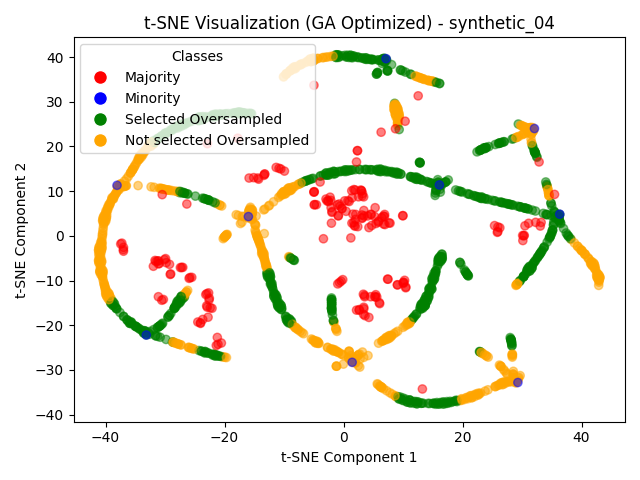 t-SNE Visualization (GA Optimized) - synthetic_04
Classes
Majority
Minority
Selected Oversampled
Not selected Oversampled
t-SNE Component 2
40
30
20
10
0
−10
−20
−30
−40
−40
−20
0
20
40
t-SNE Component 1